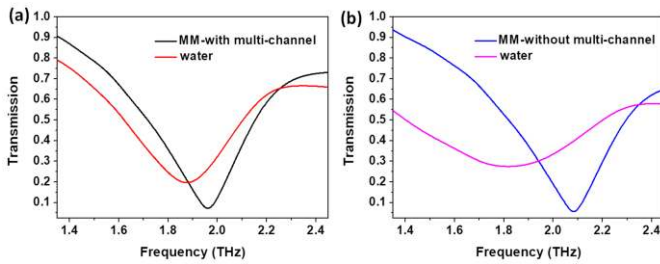 (a)
1.0
0.9
0.8
0.7
0.6
0.5
0.4
0.3
0.2
0.1
Transmission
MM-with multi-channel
water
1.4 1.6 1.8 2.0 2.2 2.4
Frequency (THz)
(b)
1.0
0.9
0.8
0.7
0.6
0.5
0.4
0.3
0.2
0.1
Transmission
MM-without multi-channel
water
1.4 1.6 1.8 2.0 2.2 2.4
Frequency (THz)